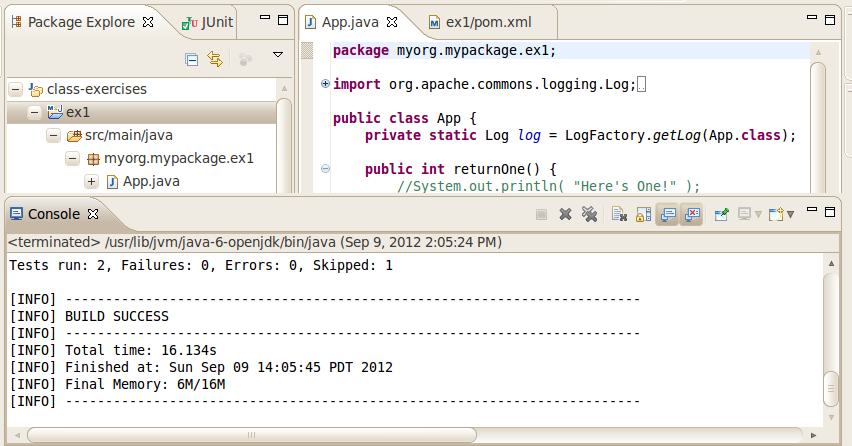 Package Explore
JUnit
class-exercises
ex1
src/main/java
myorg.mypackage.ex1
App.java
App.java
ex1/pom.xml
package myorg.mypackage.ex1;
import org.apache.commons.logging.Log;
public class App {
private static Log log = LogFactory.getLog(App.class);
public int returnOne() {
//System.out.println( "Here's One!" );
Console
<terminated> /usr/lib/jvm/java-6-openjdk/bin/java (Sep 9, 2012 2:05:24 PM)
Tests run: 2, Failures: 0, Errors: 0, Skipped: 1
[INFO] ------------------------------------------------------------------------
[INFO] BUILD SUCCESS
[INFO] ------------------------------------------------------------------------
[INFO] Total time: 16.134s
[INFO] Finished at: Sun Sep 09 14:05:45 PDT 2012
[INFO] Final Memory: 6M/16M
[INFO] ------------------------------------------------------------------------